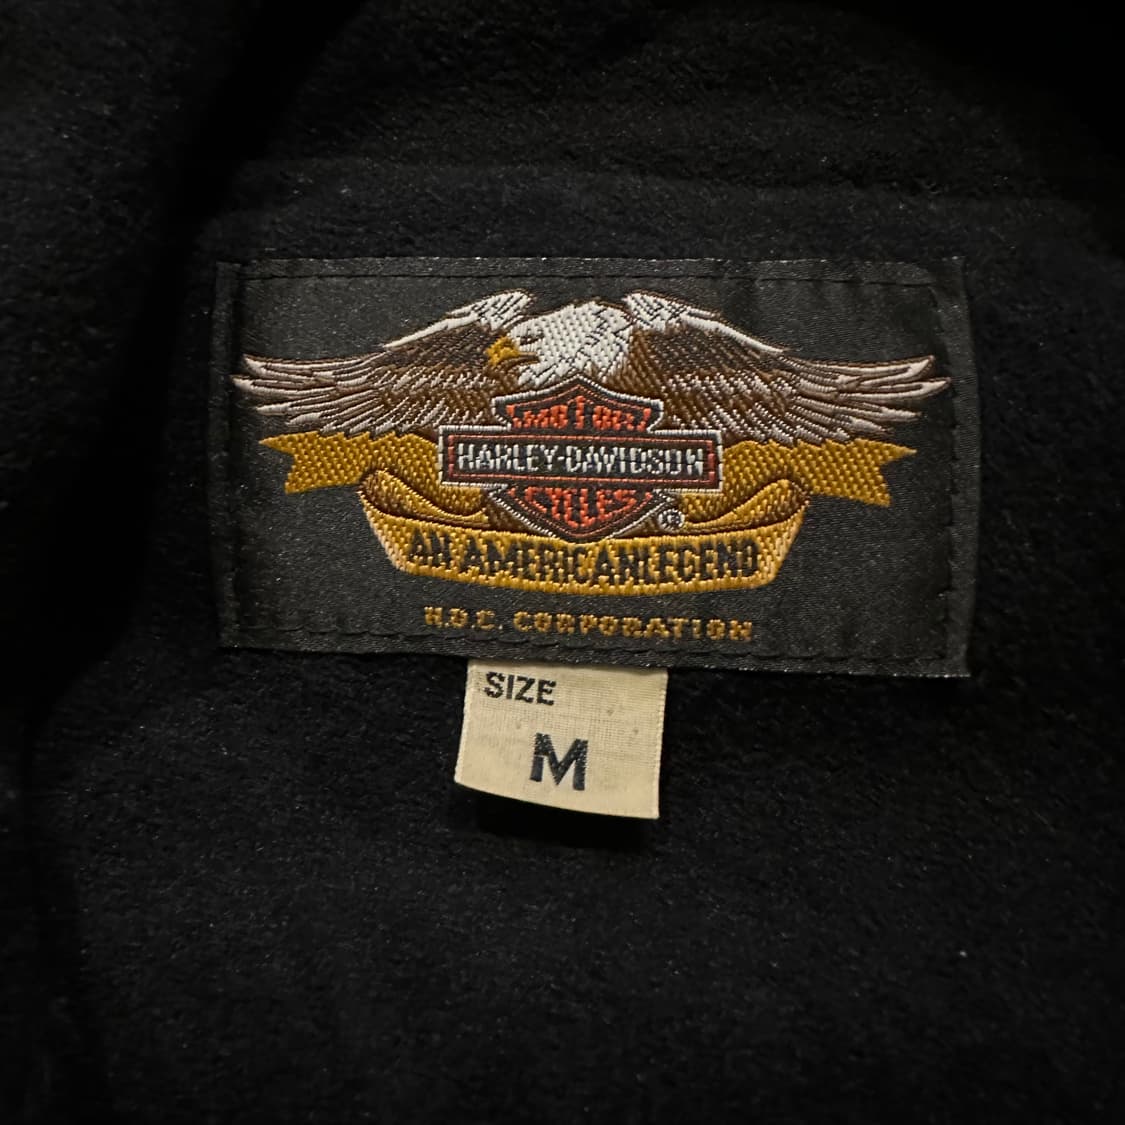 MOTOR
HARLEY-DAVIDSON
CYCLES
®
AN AMERICAN LEGEND
H.D.C. CORPORATION
SIZE
M